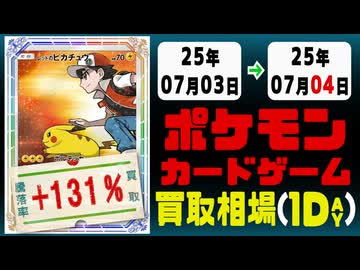 レッドのピカチュウ
70
騰落率
+131%
買取
25年
07月03日
25年
07月04日
ポケモン
カードゲーム
買取相場(1D)